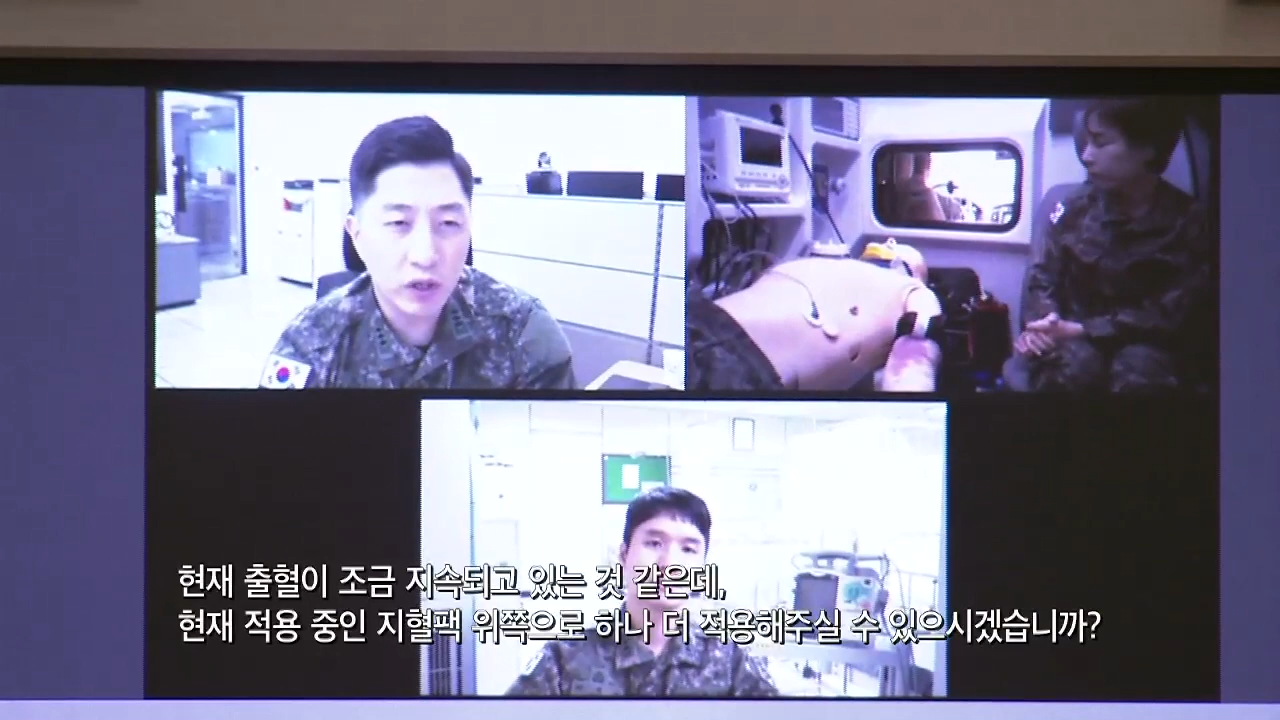 현재 출혈이 조금 지속되고 있는 것 같은데,
현재 적용 중인 지혈팩 위쪽으로 하나 더 적용해주실 수 있으시겠습니까?